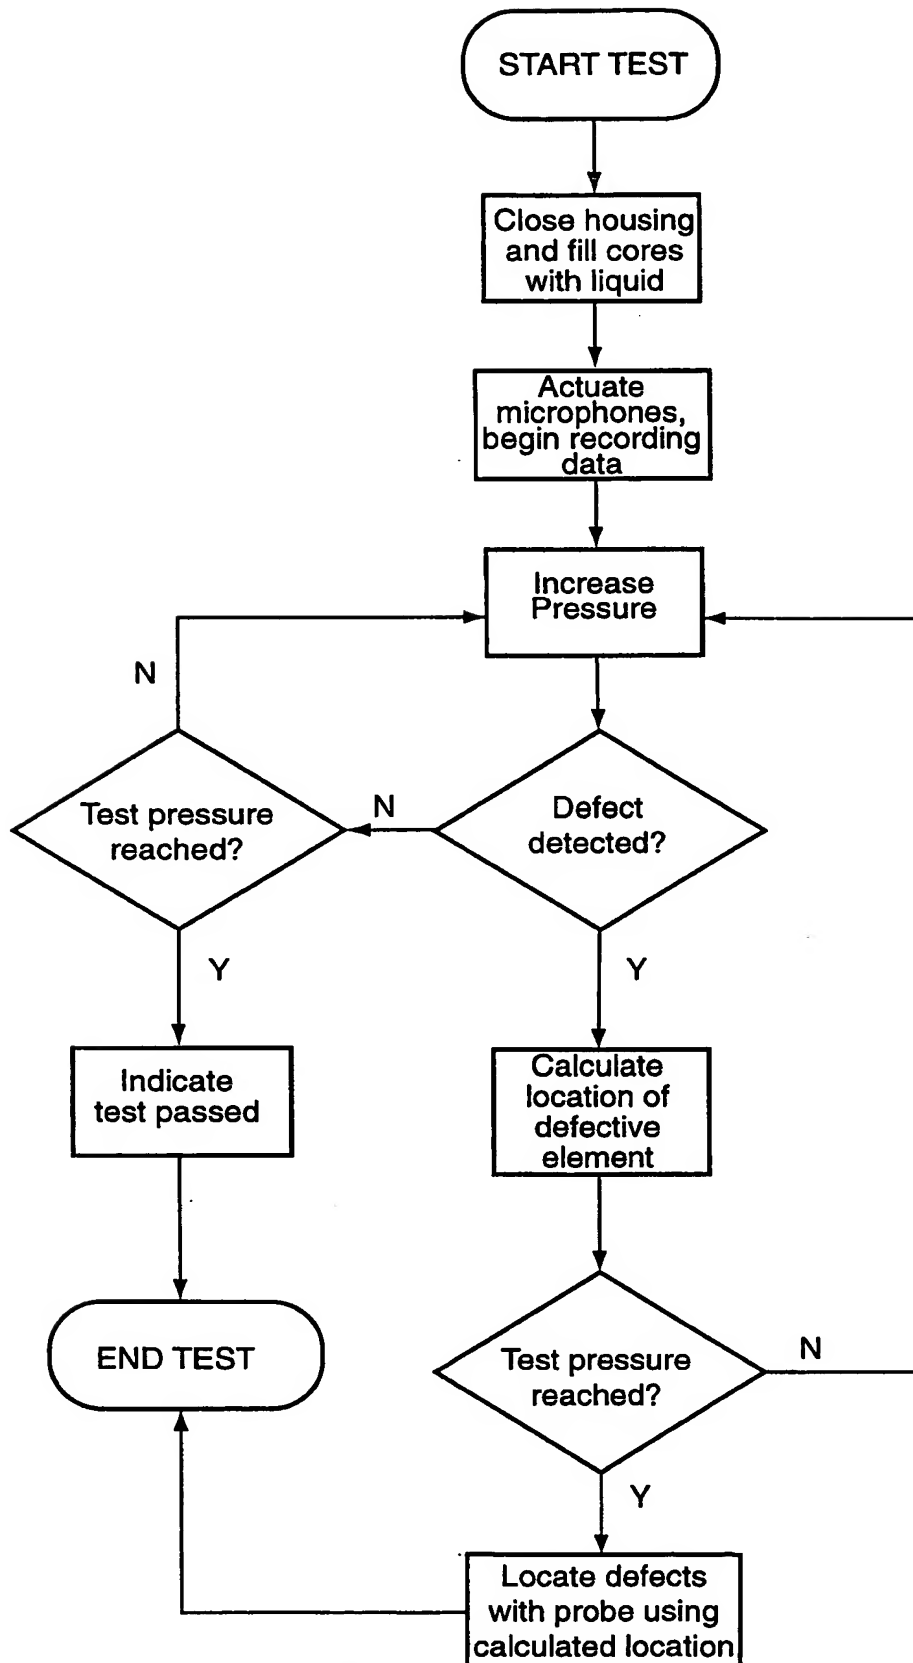 START TEST
Close housing
and fill cores
with liquid
Actuate
microphones,
begin recording
data
Increase
Pressure
N
Test pressure
reached?
N
Defect
detected?
Y
Y
Indicate
test passed
Calculate
location of
defective
element
END TEST
Test pressure
reached?
N
Y
Locate defects
with probe using
calculated location